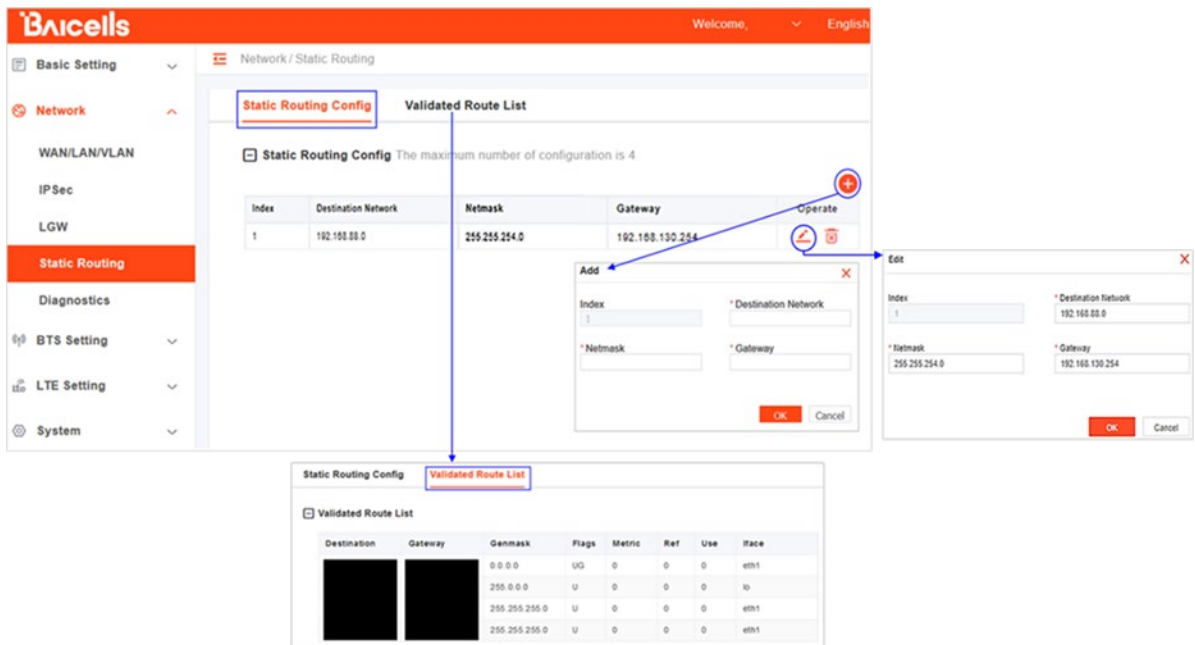 BAICELLS
Welcome, English
Basic Setting
Network / Static Routing
Network
Static Routing Config Validated Route List
WAN/LAN/VLAN
Static Routing Config The maximum number of configuration is 4
IPSec
LGW
Index Destination Network Netmask Gateway Operate
1 192.168.88.0 255.255.254.0 192.168.130.254
Static Routing
Diagnostics
BTS Setting
LTE Setting
System
Add
Index * Destination Network
1
* Netmask * Gateway
OK Cancel
Edit
Index * Destination Network
1 192.168.88.0
* Netmask * Gateway
255.255.254.0 192.168.130.254
OK Cancel
Static Routing Config Validated Route List
Validated Route List
Destination Gateway Genmask Flags Metric Ref Use Iface
0.0.0.0 UG 0 0 0 eth1
255.0.0.0 U 0 0 0 lo
255.255.255.0 U 0 0 0 eth1
255.255.255.0 U 0 0 0 eth1